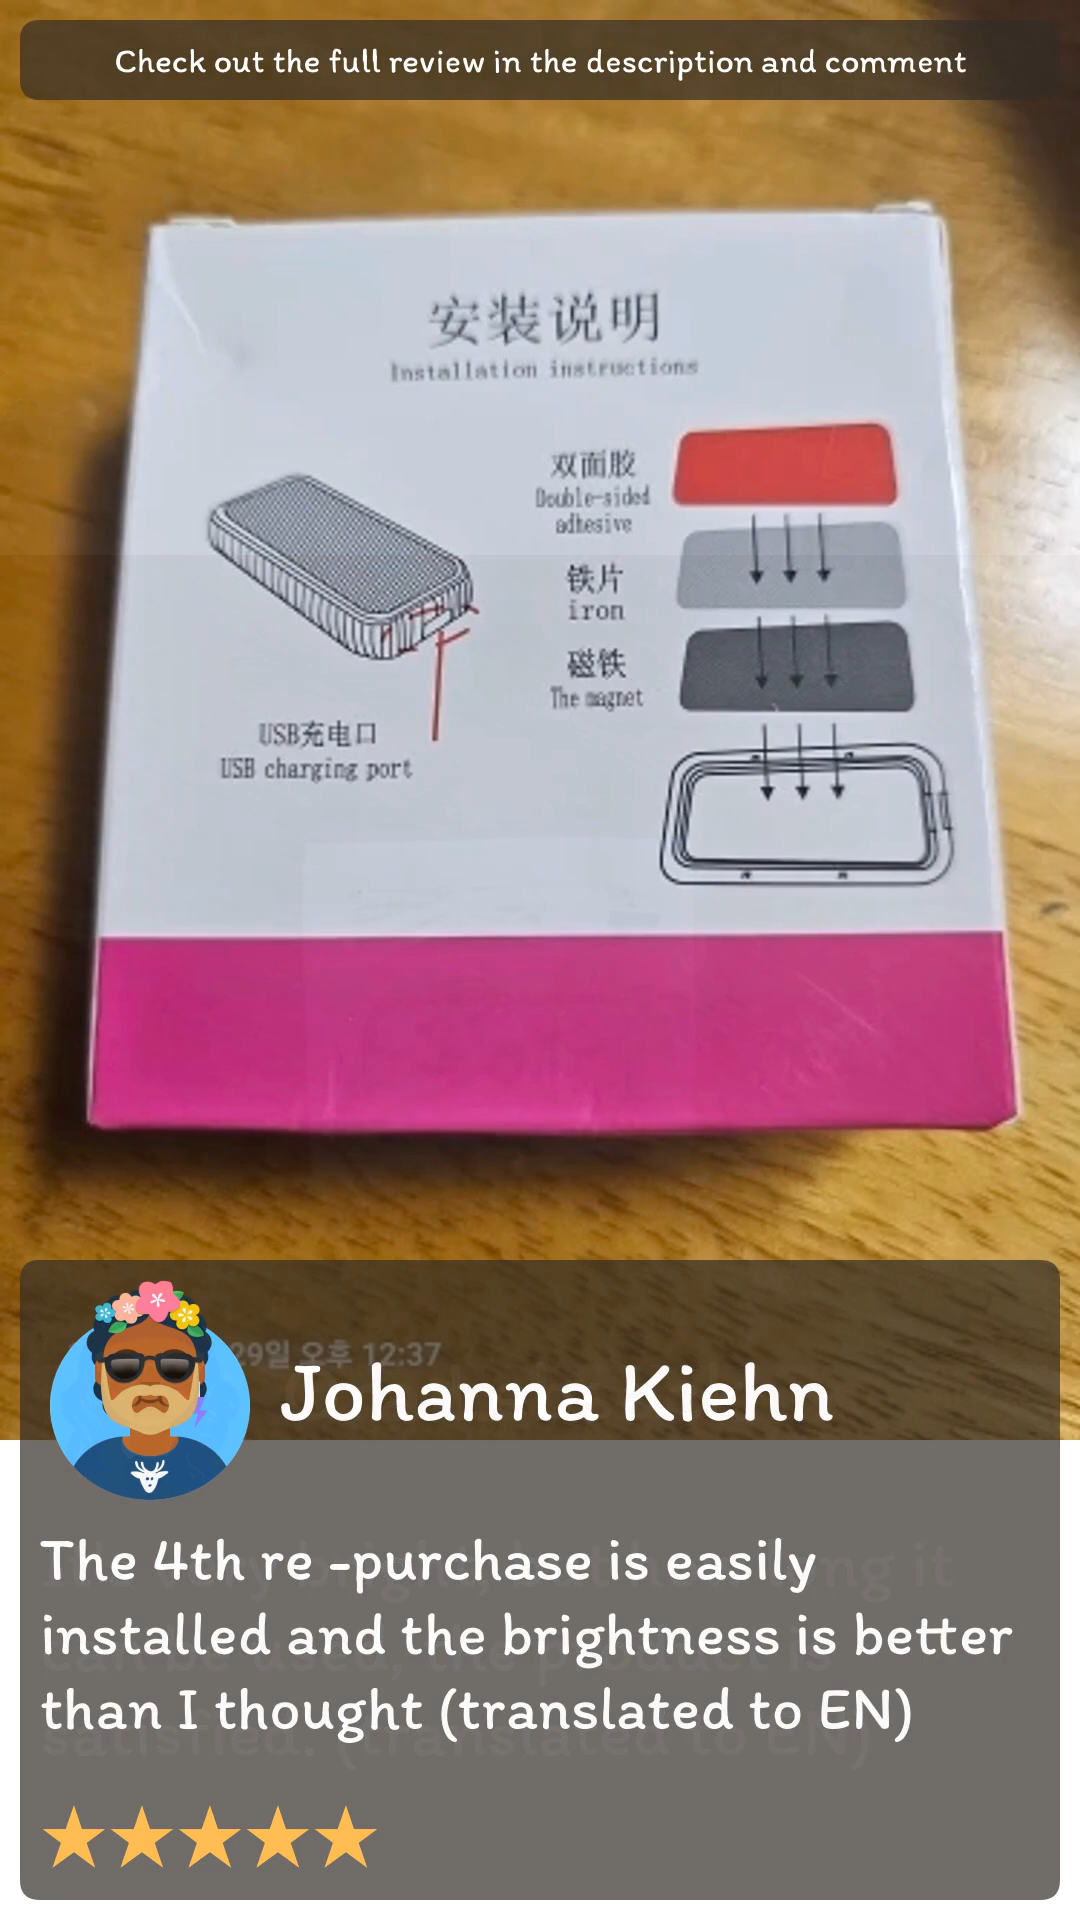 Check out the full review in the description and comment
安装说明
Installation instructions
双面胶
Double-sided
adhesive
铁片
iron
磁铁
The magnet
USB充电口
USB charging port
29일 오후 12:37
Johanna Kiehn
The 4th re -purchase is easily
installed and the brightness is better
than I thought (translated to EN)